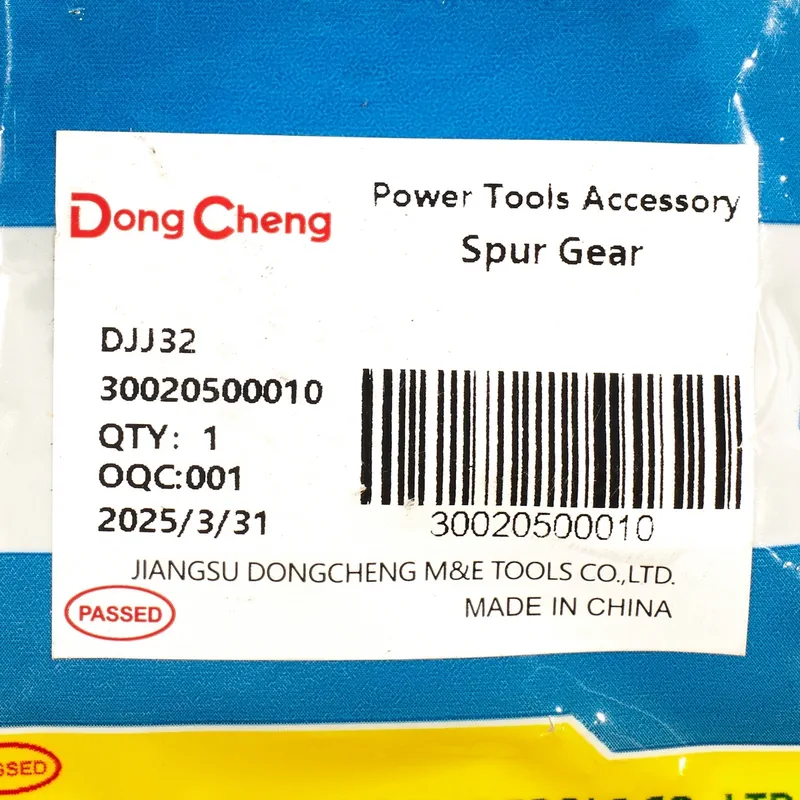 Dong Cheng
Power Tools Accessory
Spur Gear
DJJ32
30020500010
QTY: 1
OQC:001
2025/3/31
30020500010
JIANGSU DONGCHENG M&E TOOLS CO.,LTD.
PASSED
MADE IN CHINA